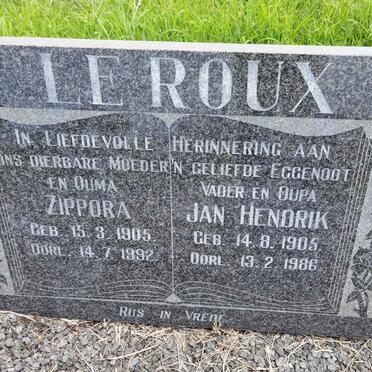 LE ROUX
IN LIEFDEVOLLE HERINNERING AAN
ONS DIERBARE MOEDER
EN OUMA
ZIPPORA
GEB. 15.3.1905
OORL. 14.7.1992
'N GELIEFDE EGGENOOT
VADER EN OUPA
JAN HENDRIK
GEB. 14.8.1905
OORL. 13.2.1986
RUS IN VREDE